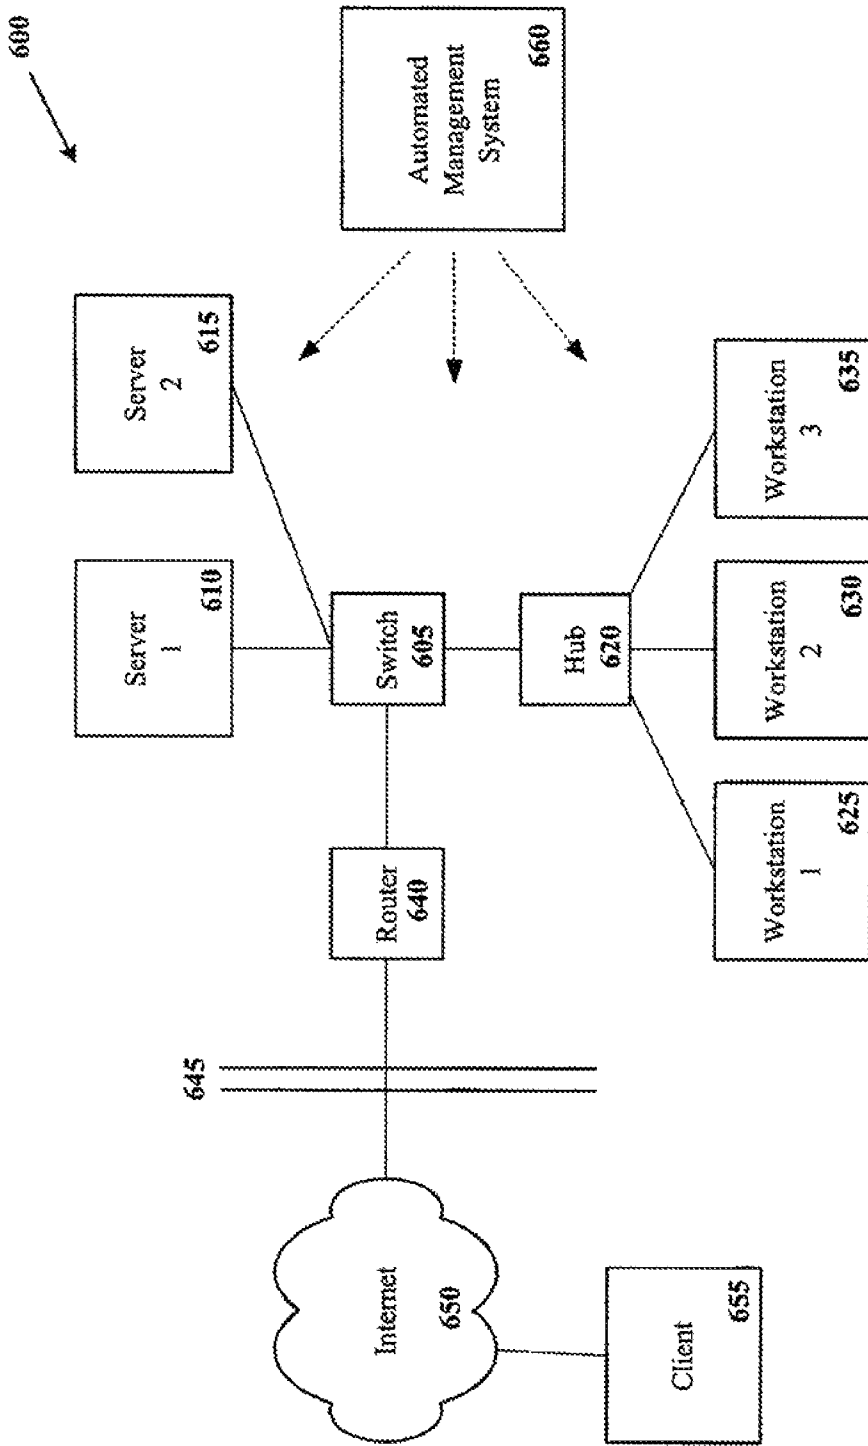 600
Server
1
610
Server
2
615
Automated
Management
System
660
645
Internet
650
Router
640
Switch
605
Hub
620
Client
655
Workstation
1
625
Workstation
2
630
Workstation
3
635